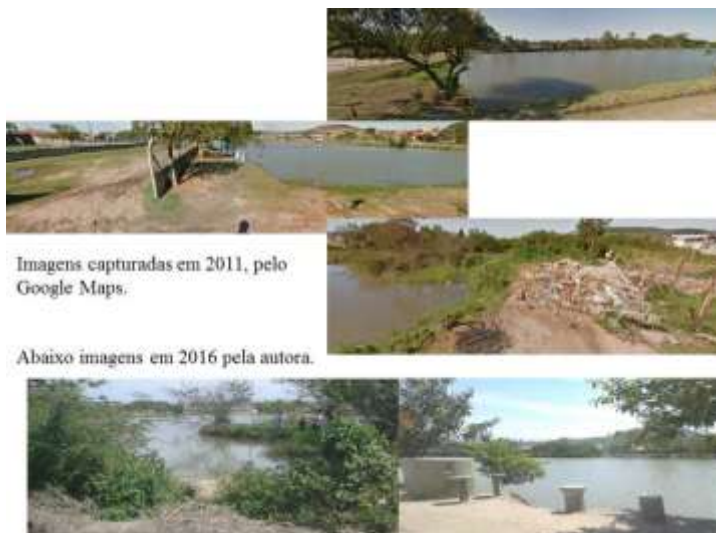 Imagens capturadas em 2011, pelo
Google Maps.
Abaixo imagens em 2016 pela autora.